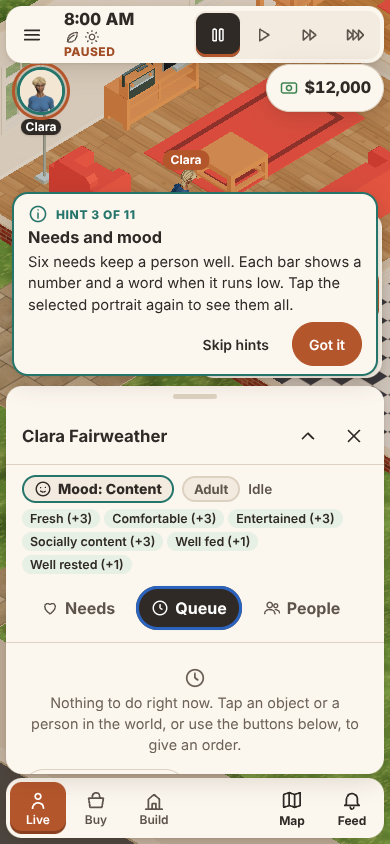 8:00 AM
PAUSED
$12,000
Clara
Clara
HINT 3 OF 11
Needs and mood
Six needs keep a person well. Each bar shows a
number and a word when it runs low. Tap the
selected portrait again to see them all.
Skip hints
Got it
Clara Fairweather
Mood: Content
Adult
Idle
Fresh (+3)
Comfortable (+3)
Entertained (+3)
Socially content (+3)
Well fed (+1)
Well rested (+1)
Needs
Queue
People
Nothing to do right now. Tap an object or a
person in the world, or use the buttons below, to
give an order.
Live
Buy
Build
Map
Feed